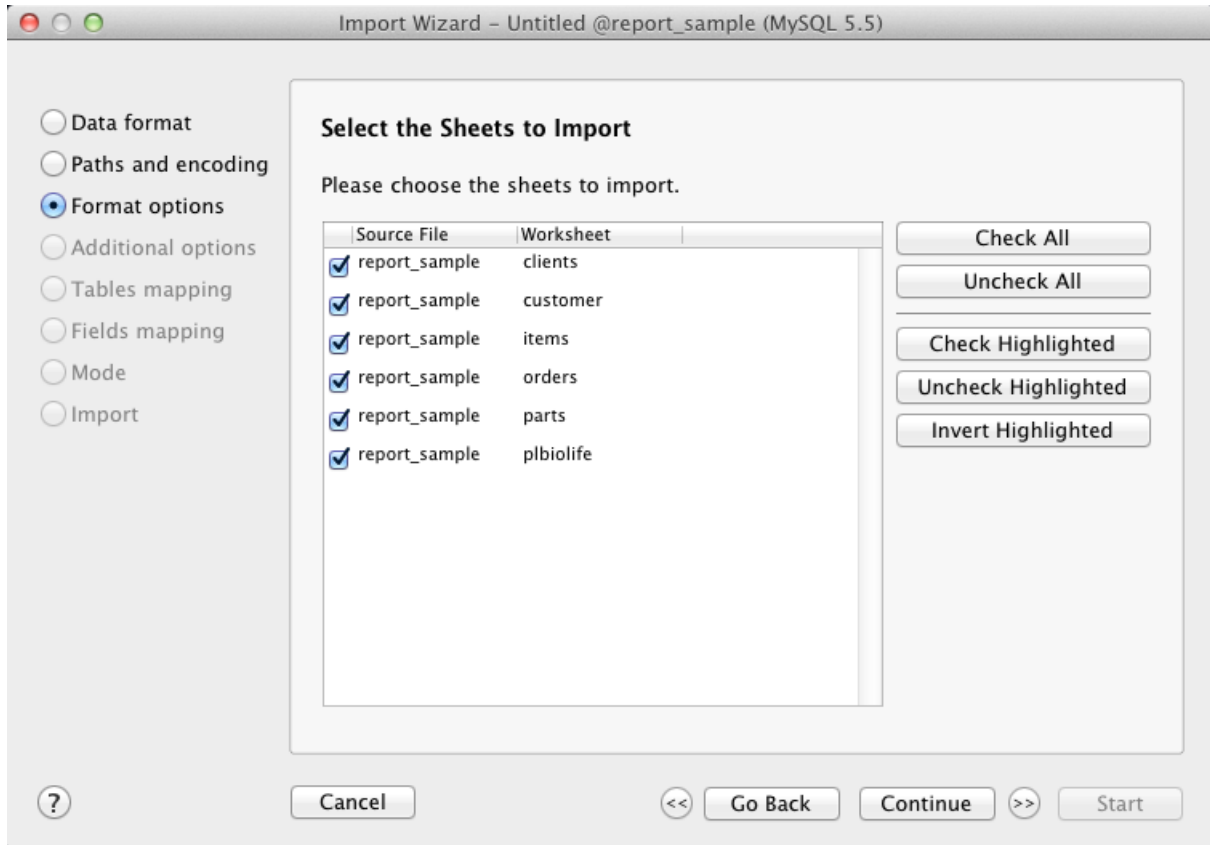 Import Wizard – Untitled @report_sample (MySQL 5.5)
Data format
Paths and encoding
Format options
Additional options
Tables mapping
Fields mapping
Mode
Import
Select the Sheets to Import
Please choose the sheets to import.
Source File Worksheet
report_sample clients
report_sample customer
report_sample items
report_sample orders
report_sample parts
report_sample plbiolife
Check All
Uncheck All
Check Highlighted
Uncheck Highlighted
Invert Highlighted
? Cancel << Go Back Continue >> Start